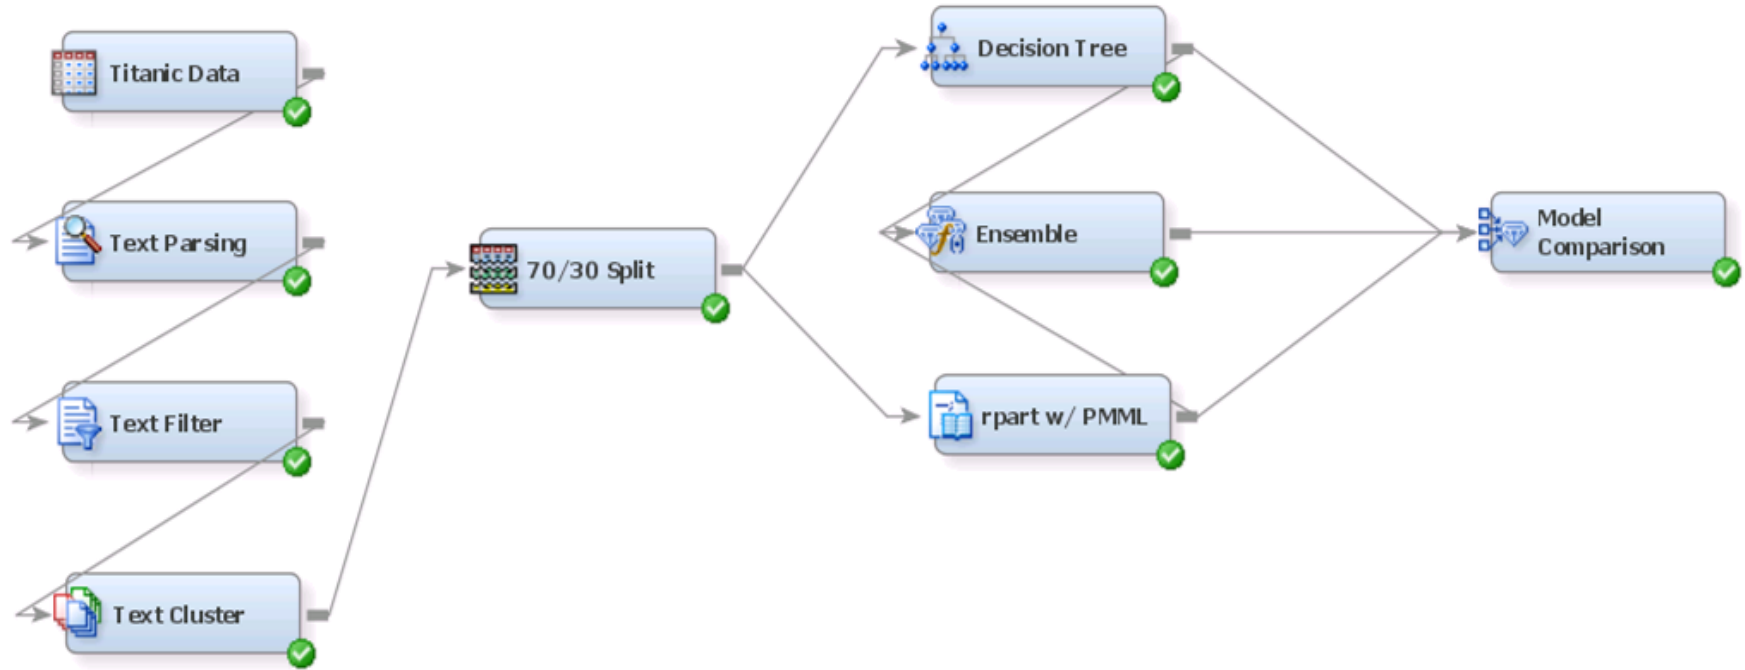 Titanic Data
Text Parsing
Text Filter
Text Cluster
70/30 Split
Decision Tree
Ensemble
rpart w/ PMML
Model
Comparison